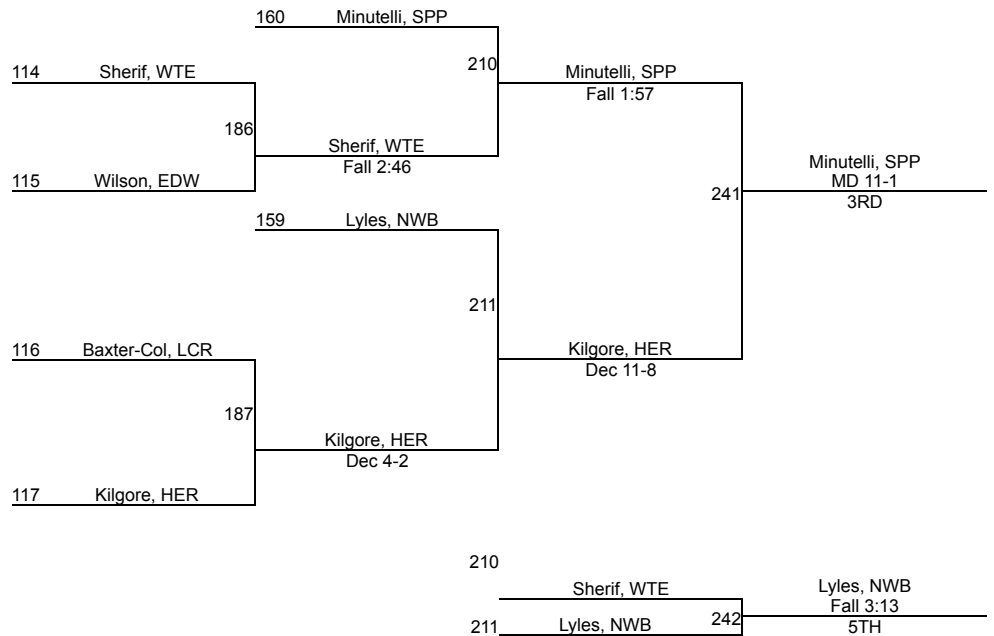 160 Minutelli, SPP
210
114 Sherif, WTE
Minutelli, SPP
Fall 1:57
186
Sherif, WTE
Fall 2:46
115 Wilson, EDW
241
Minutelli, SPP
MD 11-1
3RD
159 Lyles, NWB
211
116 Baxter-Col, LCR
Kilgore, HER
Dec 11-8
187
Kilgore, HER
Dec 4-2
117 Kilgore, HER
210
Sherif, WTE
211 Lyles, NWB
242
Lyles, NWB
Fall 3:13
5TH